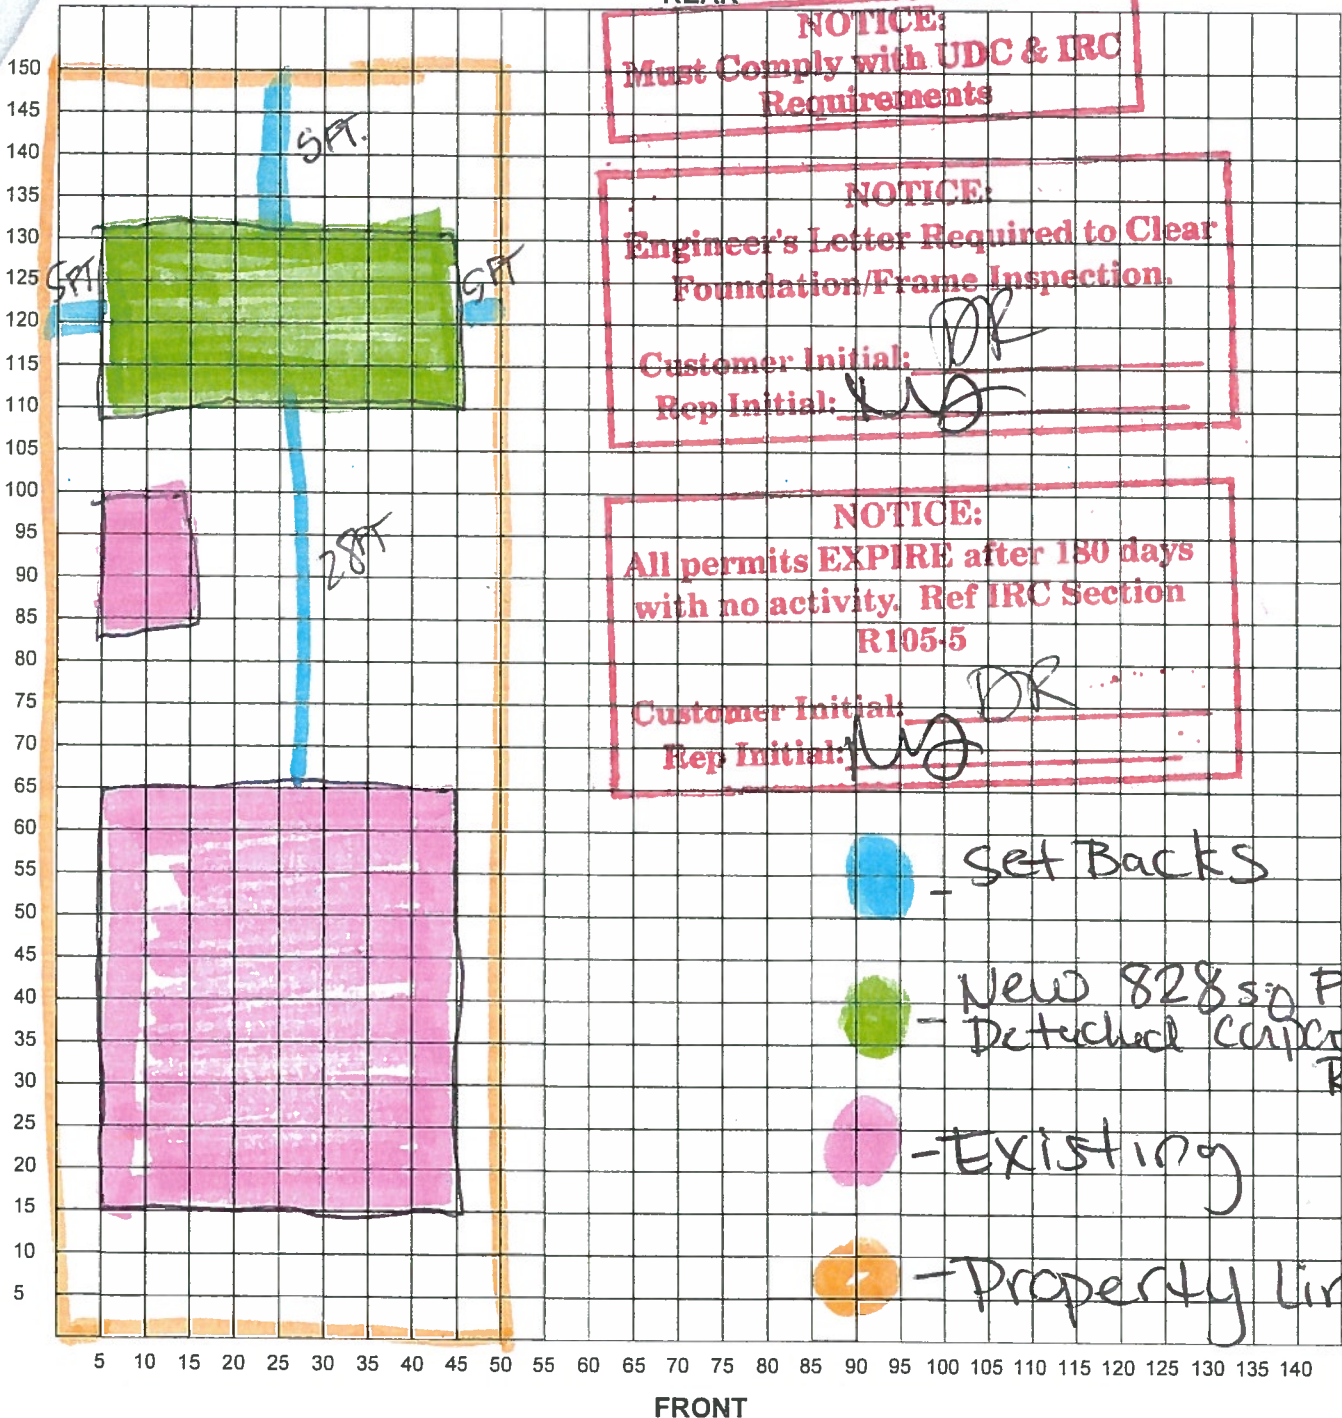 REAR
NOTICE:
Must Comply with UDC & IRC
Requirements
NOTICE:
Engineer's Letter Required to Clear
Foundation/Frame Inspection.
Customer Initial: DR
Rep Initial:
NOTICE:
All permits EXPIRE after 180 days
with no activity. Ref IRC Section
R105-5
Customer Initial: DR
Rep Initial:
150
145
140
135
130
125
120
115
110
105
100
95
90
85
80
75
70
65
60
55
50
45
40
35
30
25
20
15
10
5
5FT.
5FT
5FT
28FT
- Set Backs
- New 828 sq F
Detached Carpo
- Existing
- Property Lin
5 10 15 20 25 30 35 40 45 50 55 60 65 70 75 80 85 90 95 100 105 110 115 120 125 130 135 140
FRONT